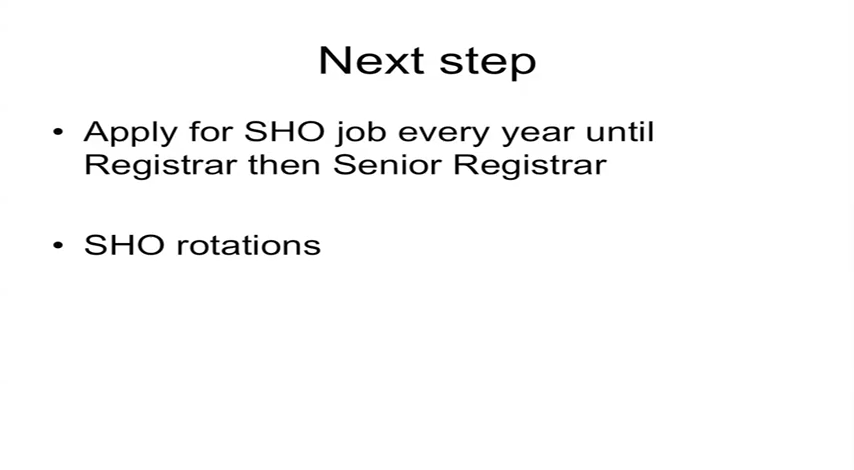 Next step
• Apply for SHO job every year until
Registrar then Senior Registrar
• SHO rotations